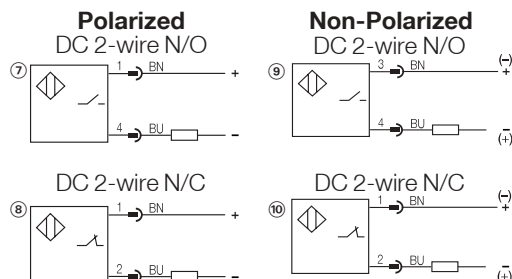 Polarized
DC 2-wire N/O
⑦
1 BN +
4 BU -
Non-Polarized
DC 2-wire N/O
⑨
3 BN (-) +
4 BU - (+)
DC 2-wire N/C
⑧
1 BN +
2 BU -
DC 2-wire N/C
⑩
1 BN (-) +
2 BU - (+)